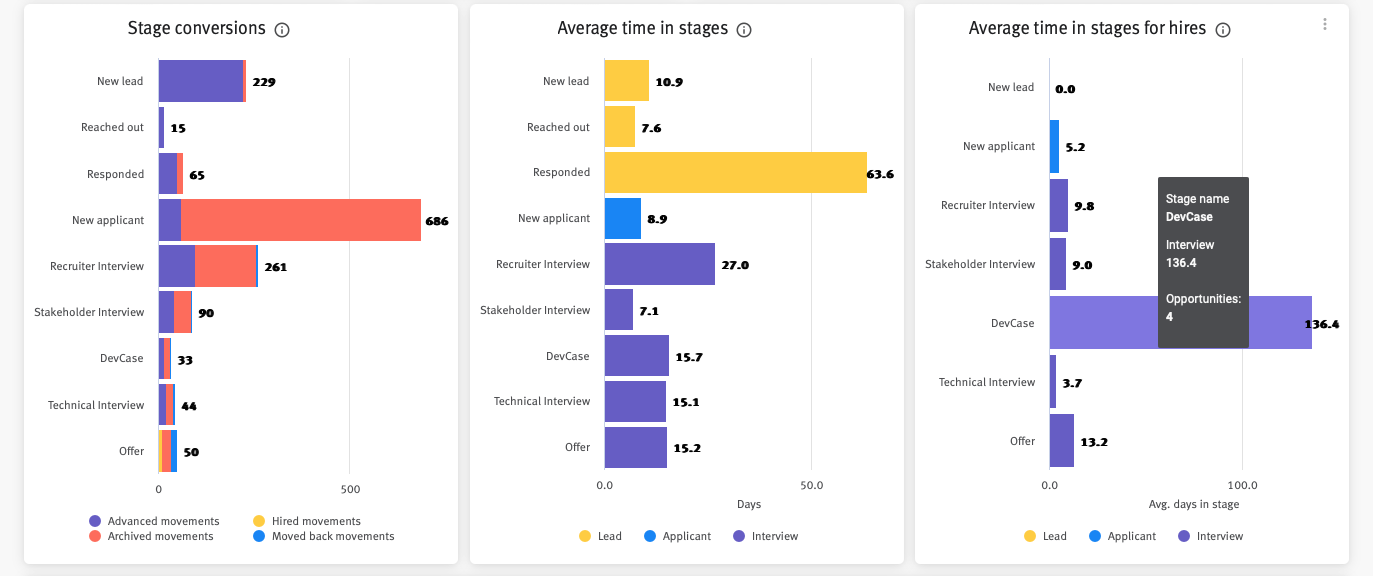 Stage conversions
New lead 229
Reached out 15
Responded 65
New applicant 686
Recruiter Interview 261
Stakeholder Interview 90
DevCase 33
Technical Interview 44
Offer 50
0 500
Advanced movements Hired movements
Archived movements Moved back movements
Average time in stages
New lead 10.9
Reached out 7.6
Responded 63.6
New applicant 8.9
Recruiter Interview 27.0
Stakeholder Interview 7.1
DevCase 15.7
Technical Interview 15.1
Offer 15.2
0.0 50.0
Days
Lead Applicant Interview
Average time in stages for hires
New lead 0.0
New applicant 5.2
Recruiter Interview 9.8
Stakeholder Interview 9.0
DevCase 136.4
Technical Interview 3.7
Offer 13.2
0.0 100.0
Avg. days in stage
Lead Applicant Interview
Stage name
DevCase
Interview
136.4
Opportunities:
4